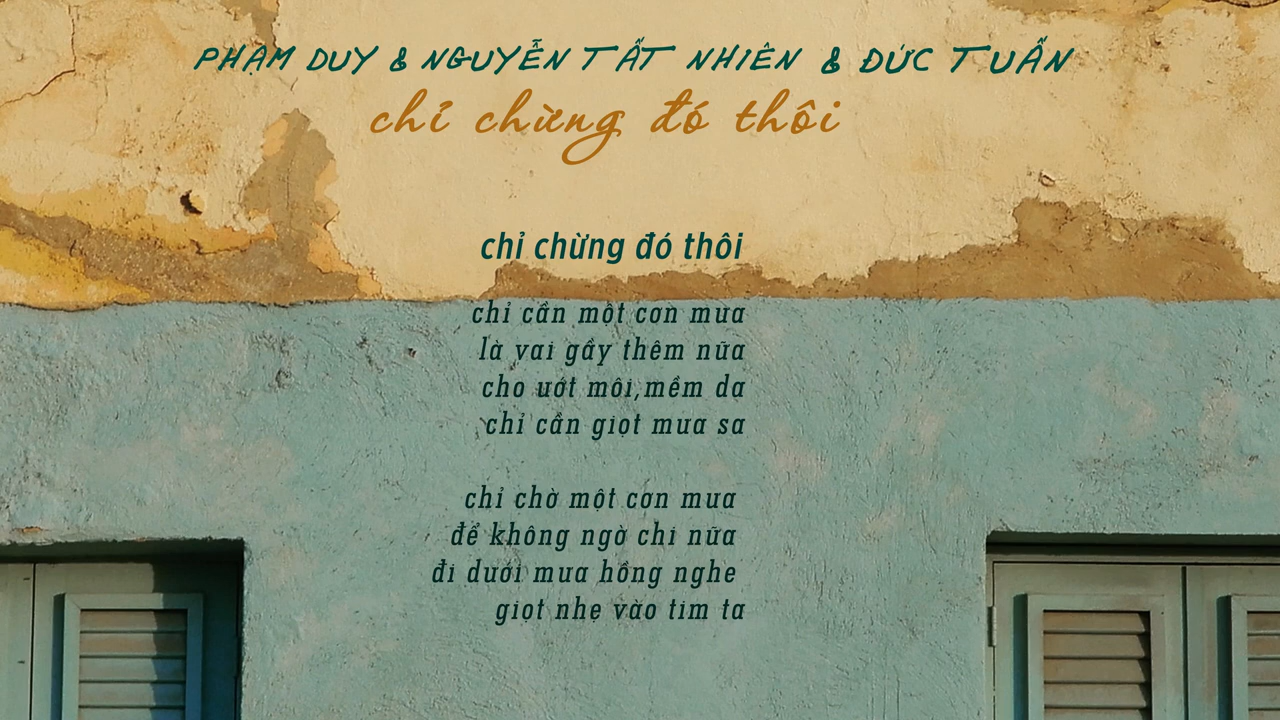 PHẠM DUY & NGUYỄN TẤT NHIÊN & ĐỨC TUẤN
chỉ chừng đó thôi
chỉ chừng đó thôi
chỉ cần một cơn mưa
là vai gầy thêm nữa
cho ướt môi,mềm da
chỉ cần giọt mưa sa
chỉ chờ một cơn mưa
để không ngờ chi nữa
đi dưới mưa hồng nghe
giọt nhẹ vào tim ta